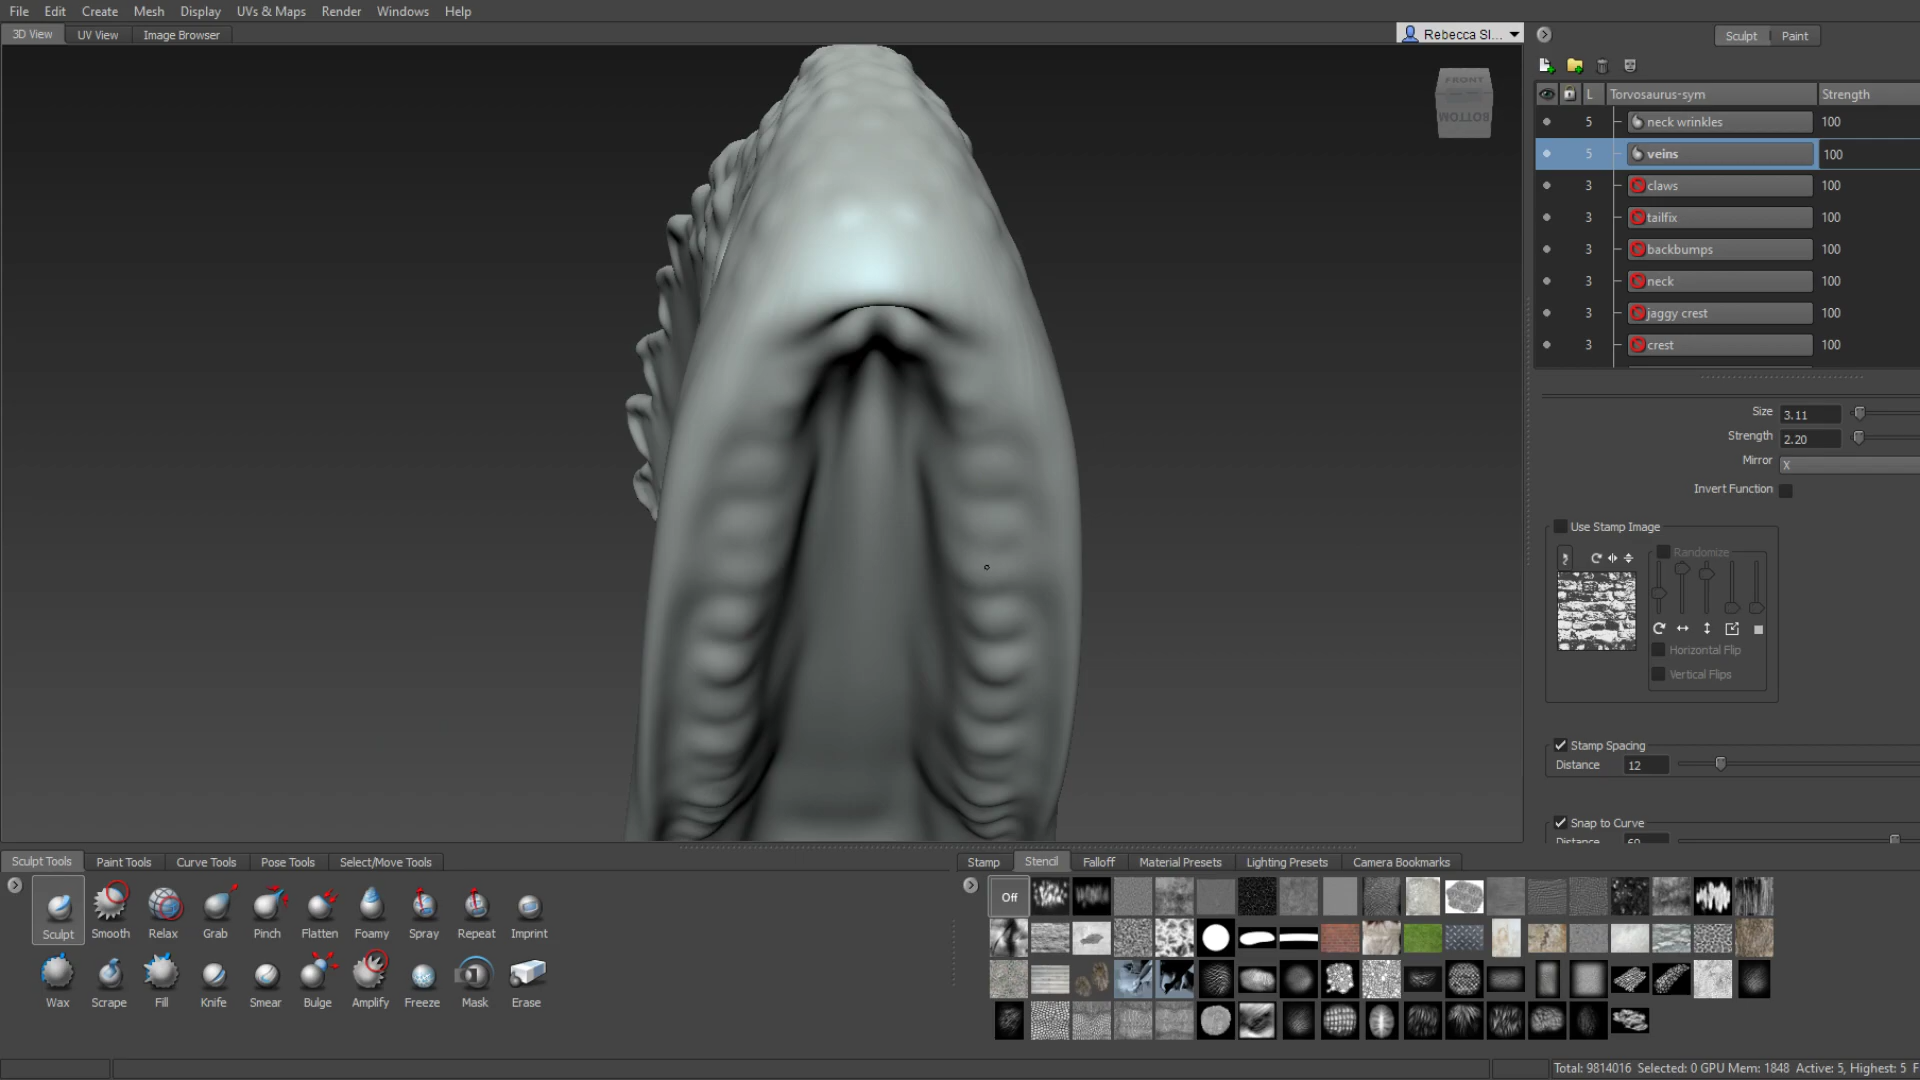 File Edit Create Mesh Display UVs & Maps Render Windows Help
3D View UV View Image Browser
Rebecca Sl...
Sculpt Paint
FRONT
BOTTOM
L Torvosaurus-sym Strength
5 neck wrinkles 100
5 veins 100
3 claws 100
3 tailfix 100
3 backbumps 100
3 neck 100
3 jaggy crest 100
3 crest 100
Size 3.11
Strength 2.20
Mirror X
Invert Function
Use Stamp Image
Randomize
Horizontal Flip
Vertical Flips
Stamp Spacing
Distance 12
Snap to Curve
Distance 60
Sculpt Tools Paint Tools Curve Tools Pose Tools Select/Move Tools
Stamp Stencil Falloff Material Presets Lighting Presets Camera Bookmarks
Off
Sculpt Smooth Relax Grab Pinch Flatten Foamy Spray Repeat Imprint
Wax Scrape Fill Knife Smear Bulge Amplify Freeze Mask Erase
Total: 9814016 Selected: 0 GPU Mem: 1848 Active: 5, Highest: 5 F